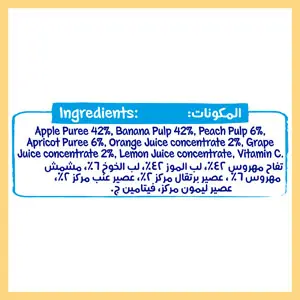 Ingredients:
المكونات:
Apple Puree 42%, Banana Pulp 42%, Peach Pulp 6%,
Apricot Puree 6%, Orange Juice concentrate 2%, Grape
Juice concentrate 2%, Lemon Juice concentrate, Vitamin C.
تفاح مهروس ٤٢٪، لب الموز ٤٢٪، لب الخوخ ٦٪، مشمش
مهروس ٦٪، عصير برتقال مركز ٢٪، عصير عنب مركز ٢٪،
عصير ليمون مركز، فيتامين ج.